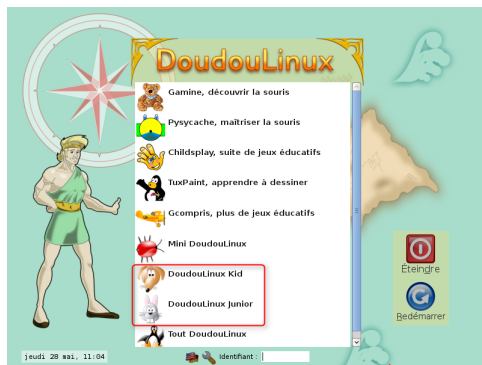 DoudouLinux
Gamine, découvrir la souris
Pysycache, maîtriser la souris
Childsplay, suite de jeux éducatifs
TuxPaint, apprendre à dessiner
Gcompris, plus de jeux éducatifs
Mini DoudouLinux
DoudouLinux Kid
DoudouLinux Junior
Tout DoudouLinux
Éteindre
Redémarrer
jeudi 28 mai, 11:04
Identifiant :